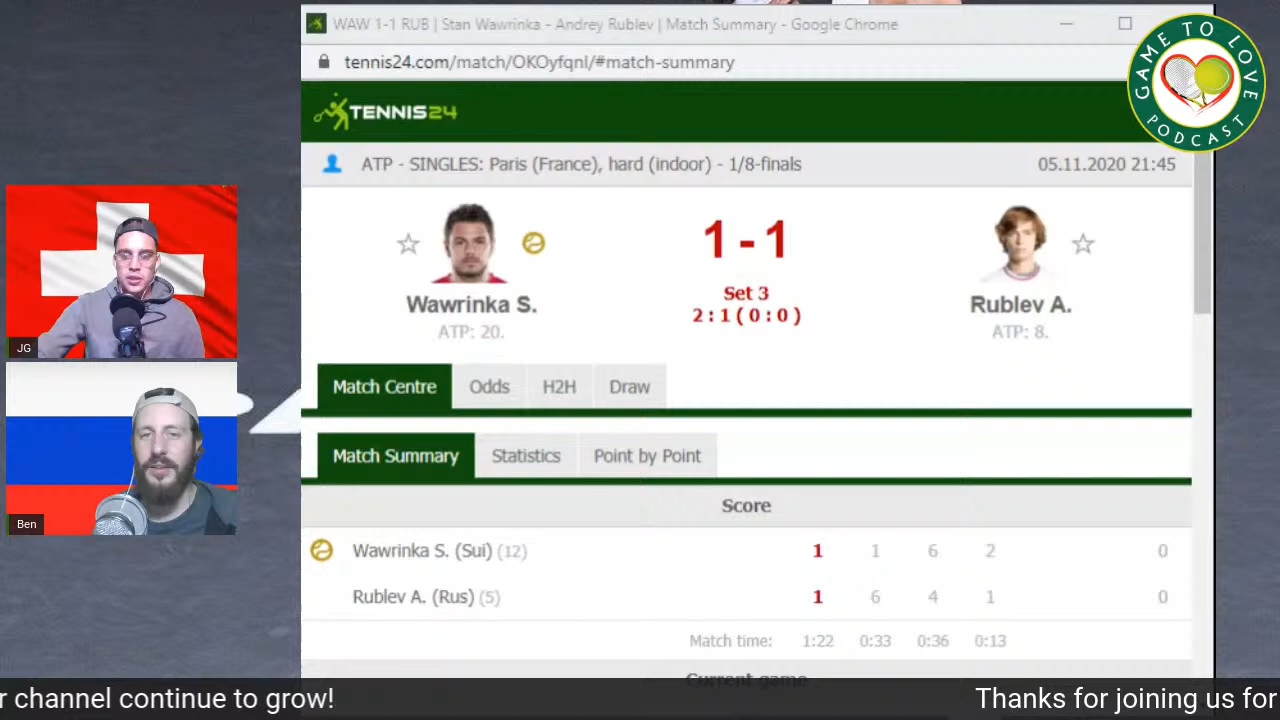 WAW 1-1 RUB | Stan Wawrinka - Andrey Rublev | Match Summary - Google Chrome
tennis24.com/match/OKOyfqnI/#match-summary
GAME TO LOVE
PODCAST
TENNIS24
ATP - SINGLES: Paris (France), hard (indoor) - 1/8-finals
05.11.2020 21:45
1 - 1
Wawrinka S.
Set 3
Rublev A.
ATP: 20.
2 : 1 ( 0 : 0 )
ATP: 8.
JG
Match Centre Odds H2H Draw
Match Summary Statistics Point by Point
Score
Ben
Wawrinka S. (Sui) (12) 1 1 6 2 0
Rublev A. (Rus) (5) 1 6 4 1 0
Match time: 1:22 0:33 0:36 0:13
Current game
r channel continue to grow!
Thanks for joining us for